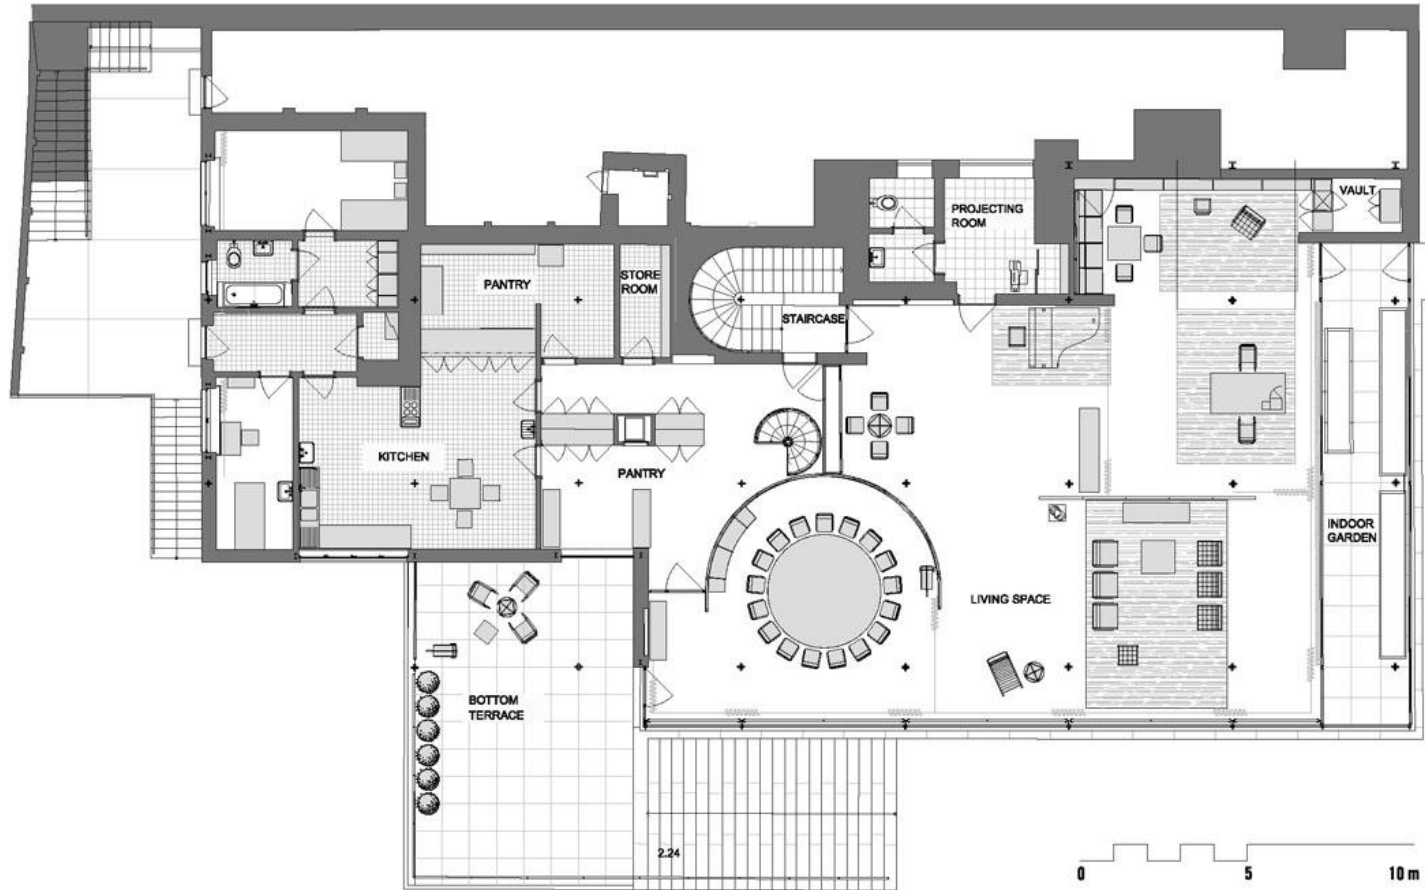 VAULT
PROJECTING
ROOM
PANTRY
STORE
ROOM
STAIRCASE
KITCHEN
PANTRY
INDOOR
GARDEN
LIVING SPACE
BOTTOM
TERRACE
2.24
0 5 10 m